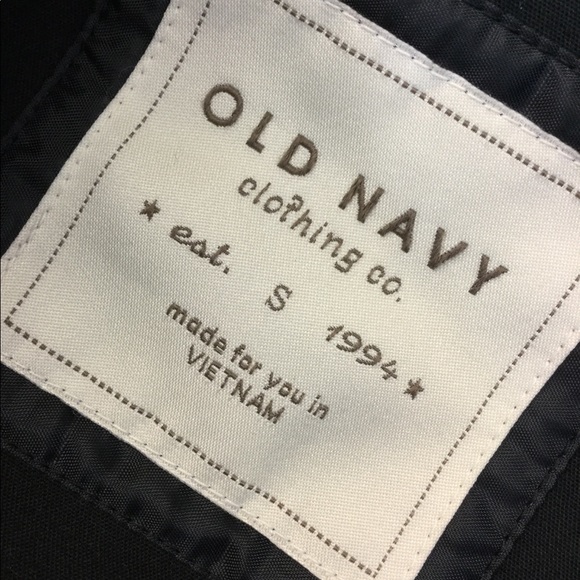 OLD NAVY
clothing co.
★ est. S 1994 ★
made for you in
VIETNAM